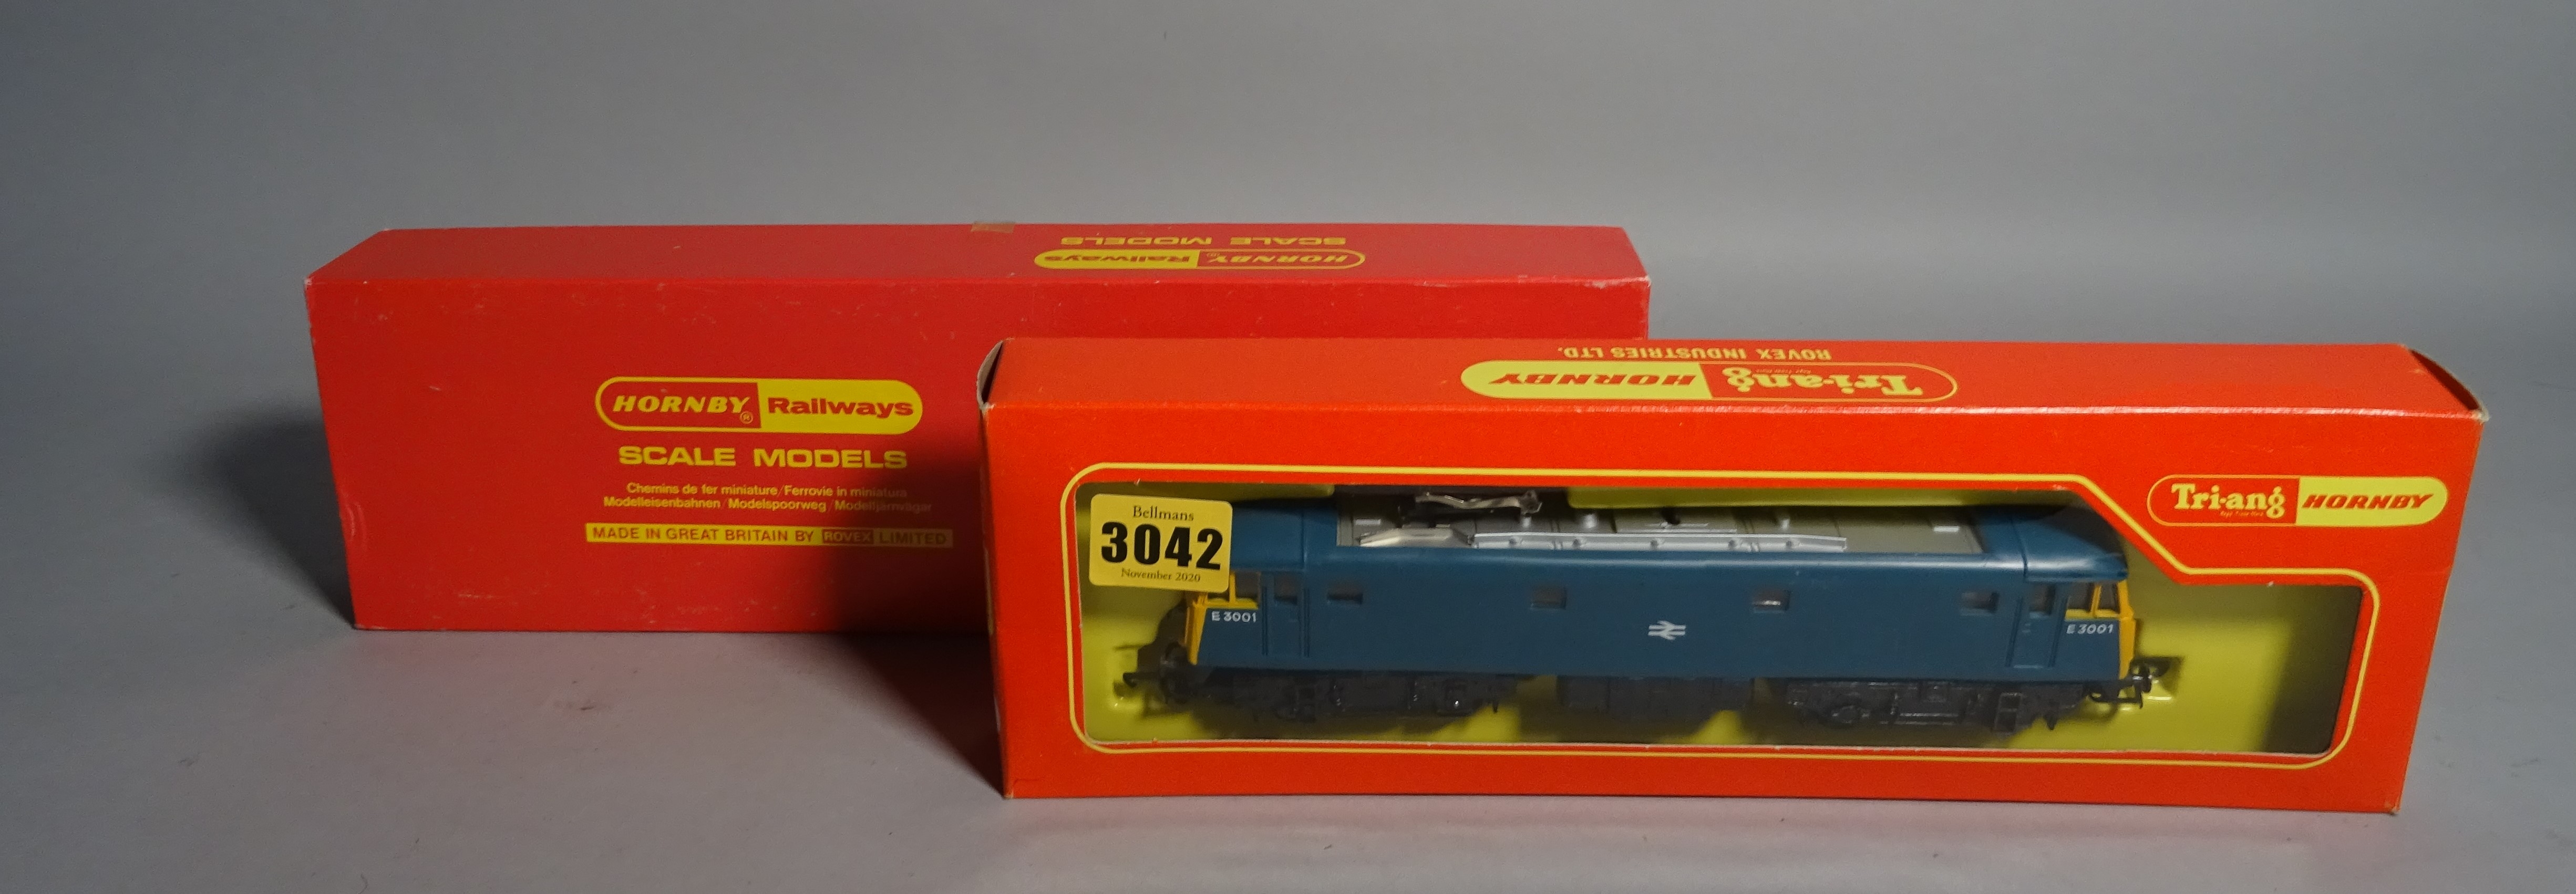 SCALE MODELS
HORNBY Railways
HORNBY® Railways
SCALE MODELS
Chemins de fer miniature/Ferrovie in miniatura
Modelleisenbahnen/Modelspoorweg/Modelljärnvägar
MADE IN GREAT BRITAIN BY ROVEX LIMITED
ROVEX INDUSTRIES LTD.
Tri-ang HORNBY
Tri-ang HORNBY
Bellmans
3042
November 2020
E 3001
E 3001